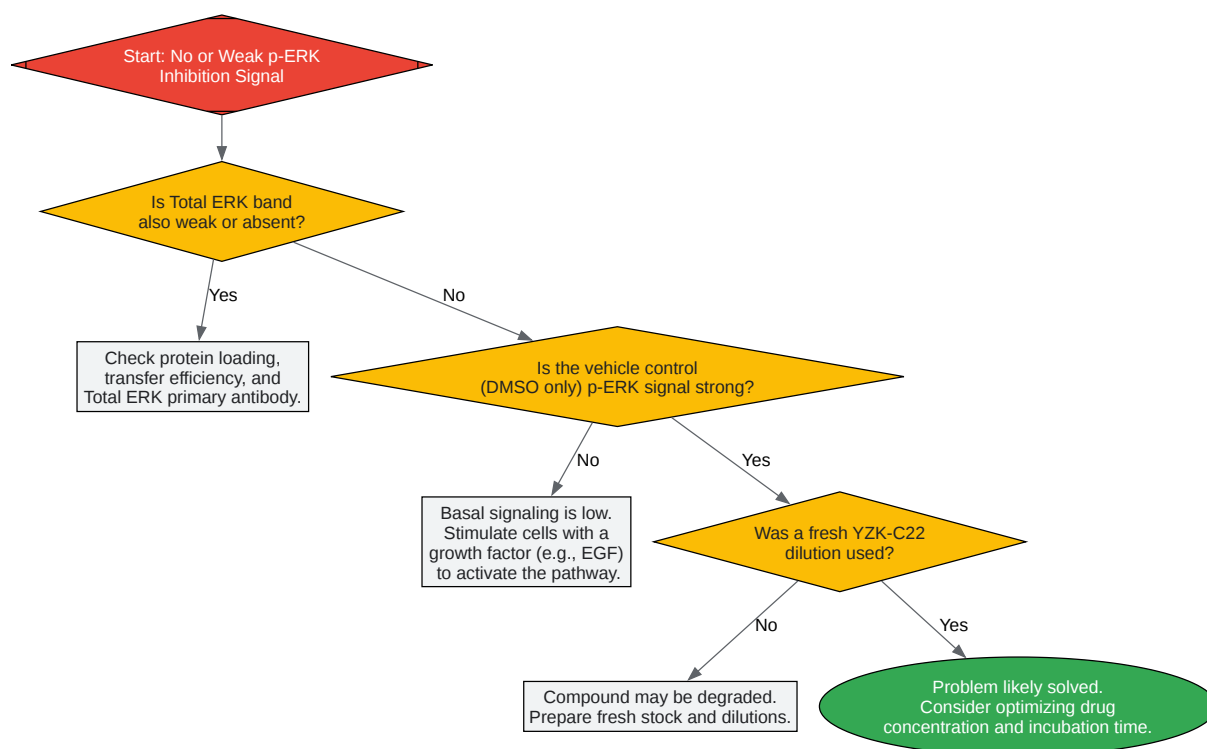 Start: No or Weak p-ERK
Inhibition Signal
Is Total ERK band
also weak or absent?
Yes
No
Check protein loading,
transfer efficiency, and
Total ERK primary antibody.
Is the vehicle control
(DMSO only) p-ERK signal strong?
No
Yes
Basal signaling is low.
Stimulate cells with a
growth factor (e.g., EGF)
to activate the pathway.
Was a fresh YZK-C22
dilution used?
No
Yes
Compound may be degraded.
Prepare fresh stock and dilutions.
Problem likely solved.
Consider optimizing drug
concentration and incubation time.